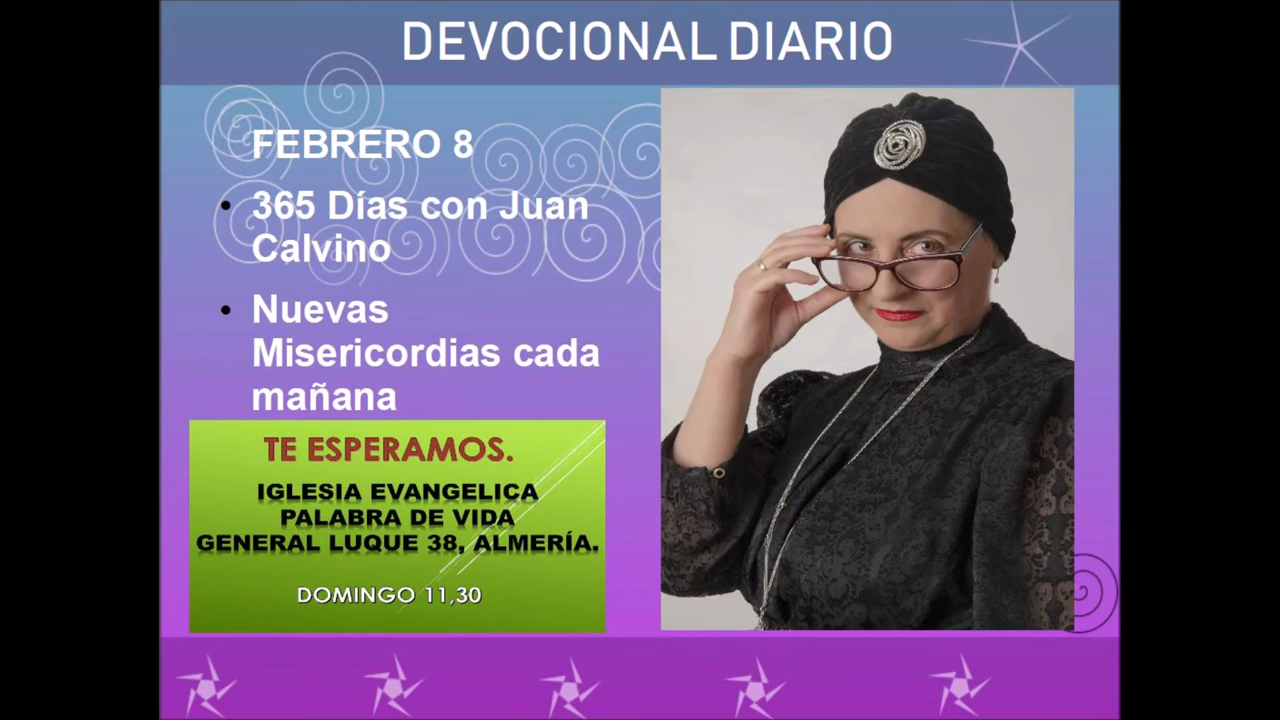 DEVOCIONAL DIARIO
FEBRERO 8
• 365 Días con Juan
Calvino
• Nuevas
Misericordias cada
mañana
TE ESPERAMOS.
IGLESIA EVANGELICA
PALABRA DE VIDA
GENERAL LUQUE 38, ALMERÍA.
DOMINGO 11,30